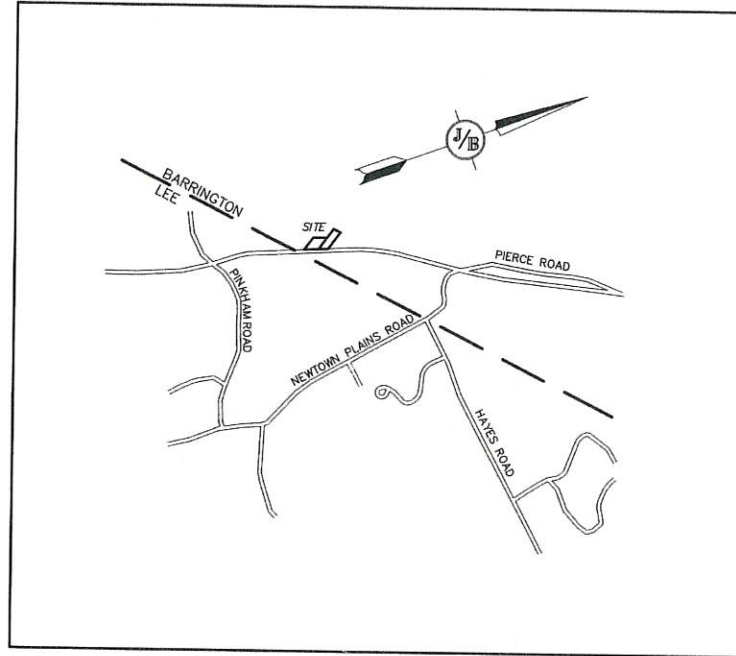 J/B
BARRINGTON
LEE
SITE
PIERCE ROAD
PINKHAM ROAD
NEWTOWN PLAINS ROAD
HAYES ROAD